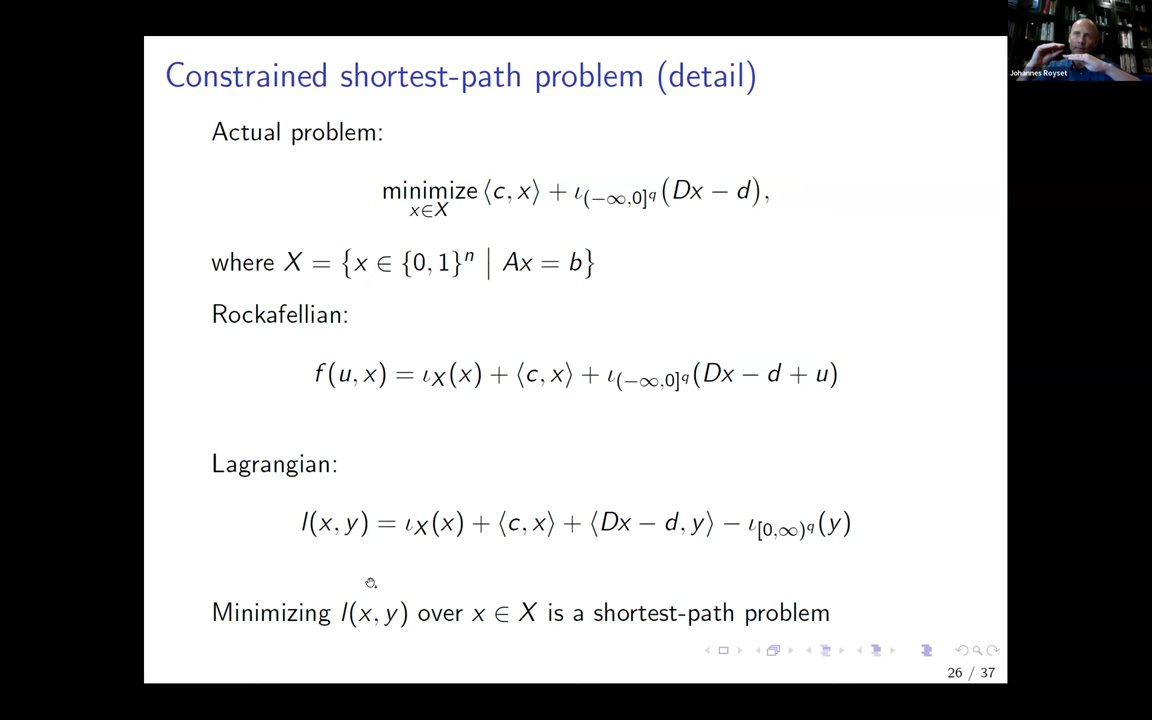 Johannes Royset
Constrained shortest-path problem (detail)
Actual problem:
minimize ⟨c, x⟩ + ι_{(−∞,0]^q}(Dx − d),
x∈X
where X = {x ∈ {0, 1}^n | Ax = b}
Rockafellian:
f(u, x) = ι_X(x) + ⟨c, x⟩ + ι_{(−∞,0]^q}(Dx − d + u)
Lagrangian:
l(x, y) = ι_X(x) + ⟨c, x⟩ + ⟨Dx − d, y⟩ − ι_{[0,∞)^q}(y)
Minimizing l(x, y) over x ∈ X is a shortest-path problem
26 / 37